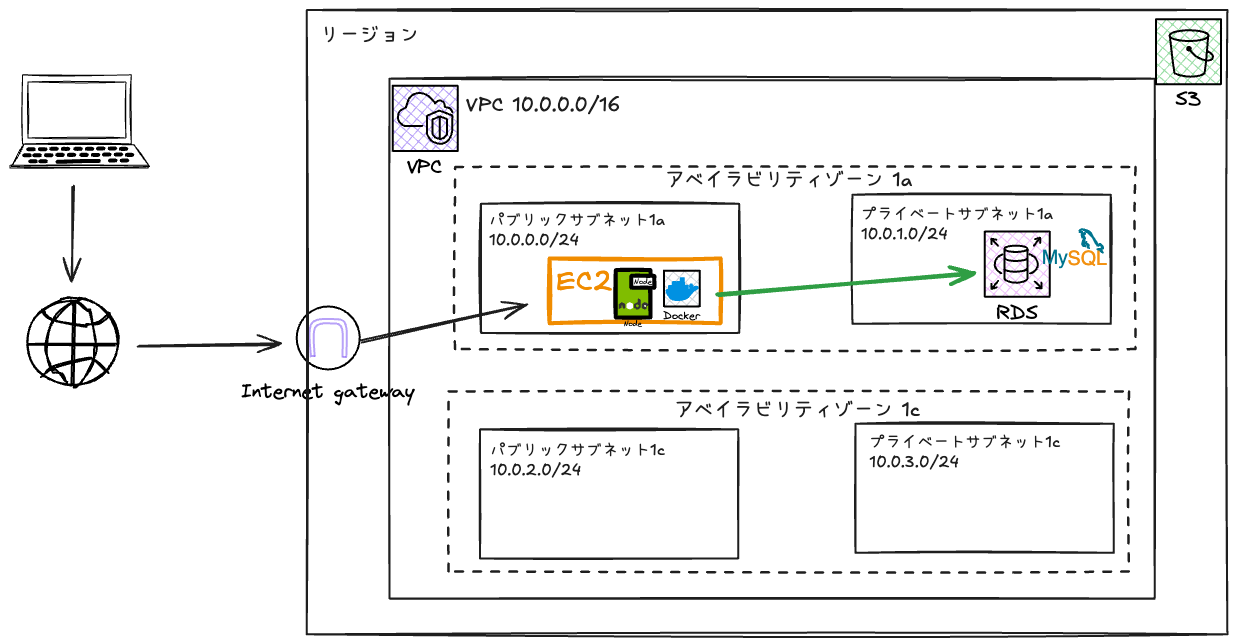 リージョン
S3
VPC 10.0.0.0/16
VPC
アベイラビリティゾーン 1a
パブリックサブネット1a
10.0.0.0/24
プライベートサブネット1a
10.0.1.0/24
EC2
Node
node
Node
Docker
MySQL
RDS
Internet gateway
アベイラビリティゾーン 1c
パブリックサブネット1c
10.0.2.0/24
プライベートサブネット1c
10.0.3.0/24